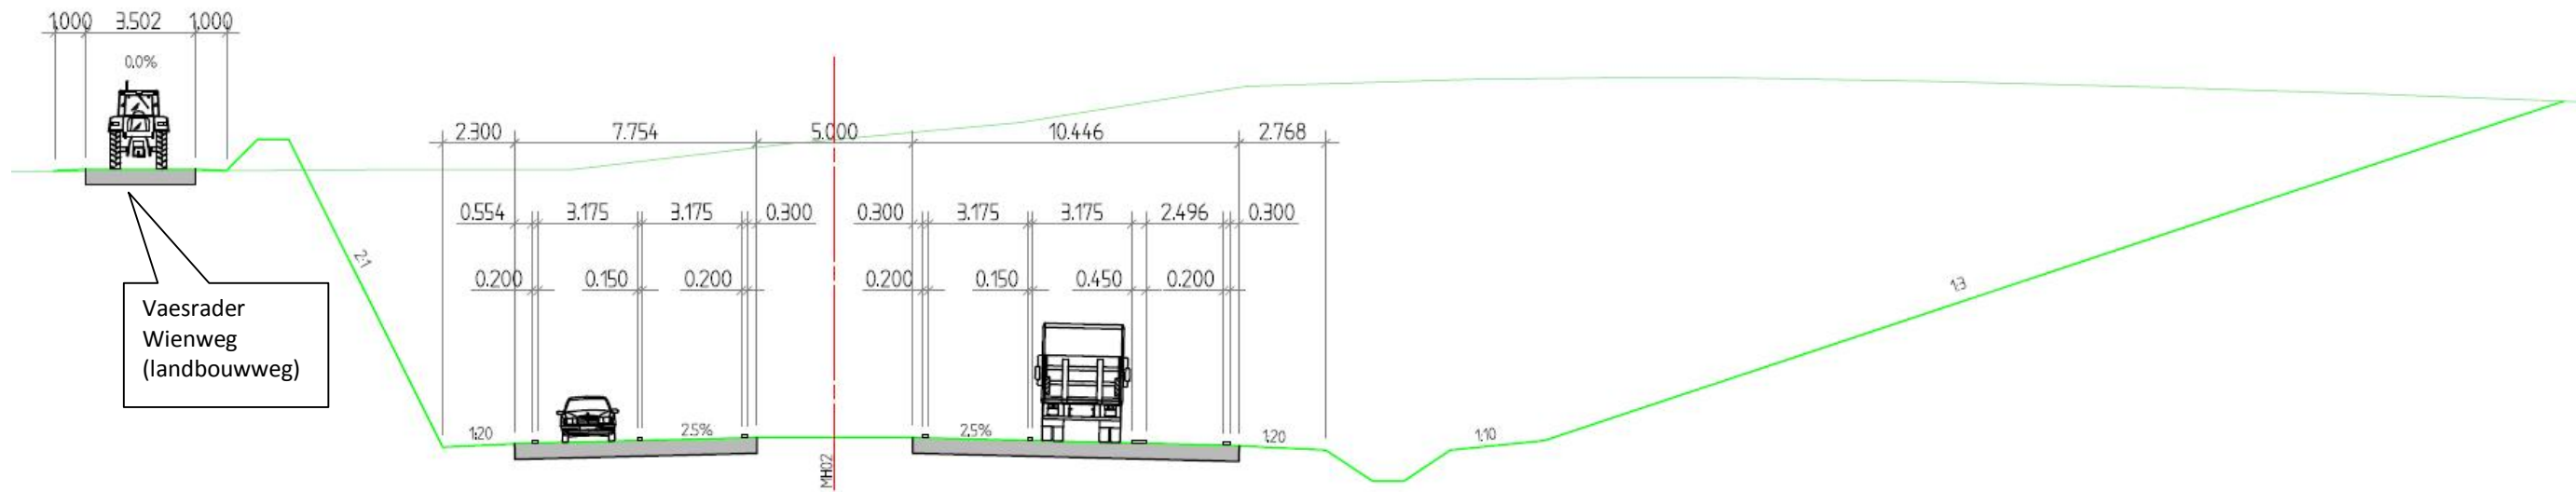 1,000 3.502 1,000
0.0%
2.300 7.754 5.000 10.446 2.768
0.554 3.175 3.175 0.300 0.300 3.175 3.175 2.496 0.300
2:1
0.200 0.150 0.200 0.200 0.150 0.450 0.200
1:3
Vaesrader
Wienweg
(landbouwweg)
1:20 2.5% 2.5% 1:20 1:10
MH02